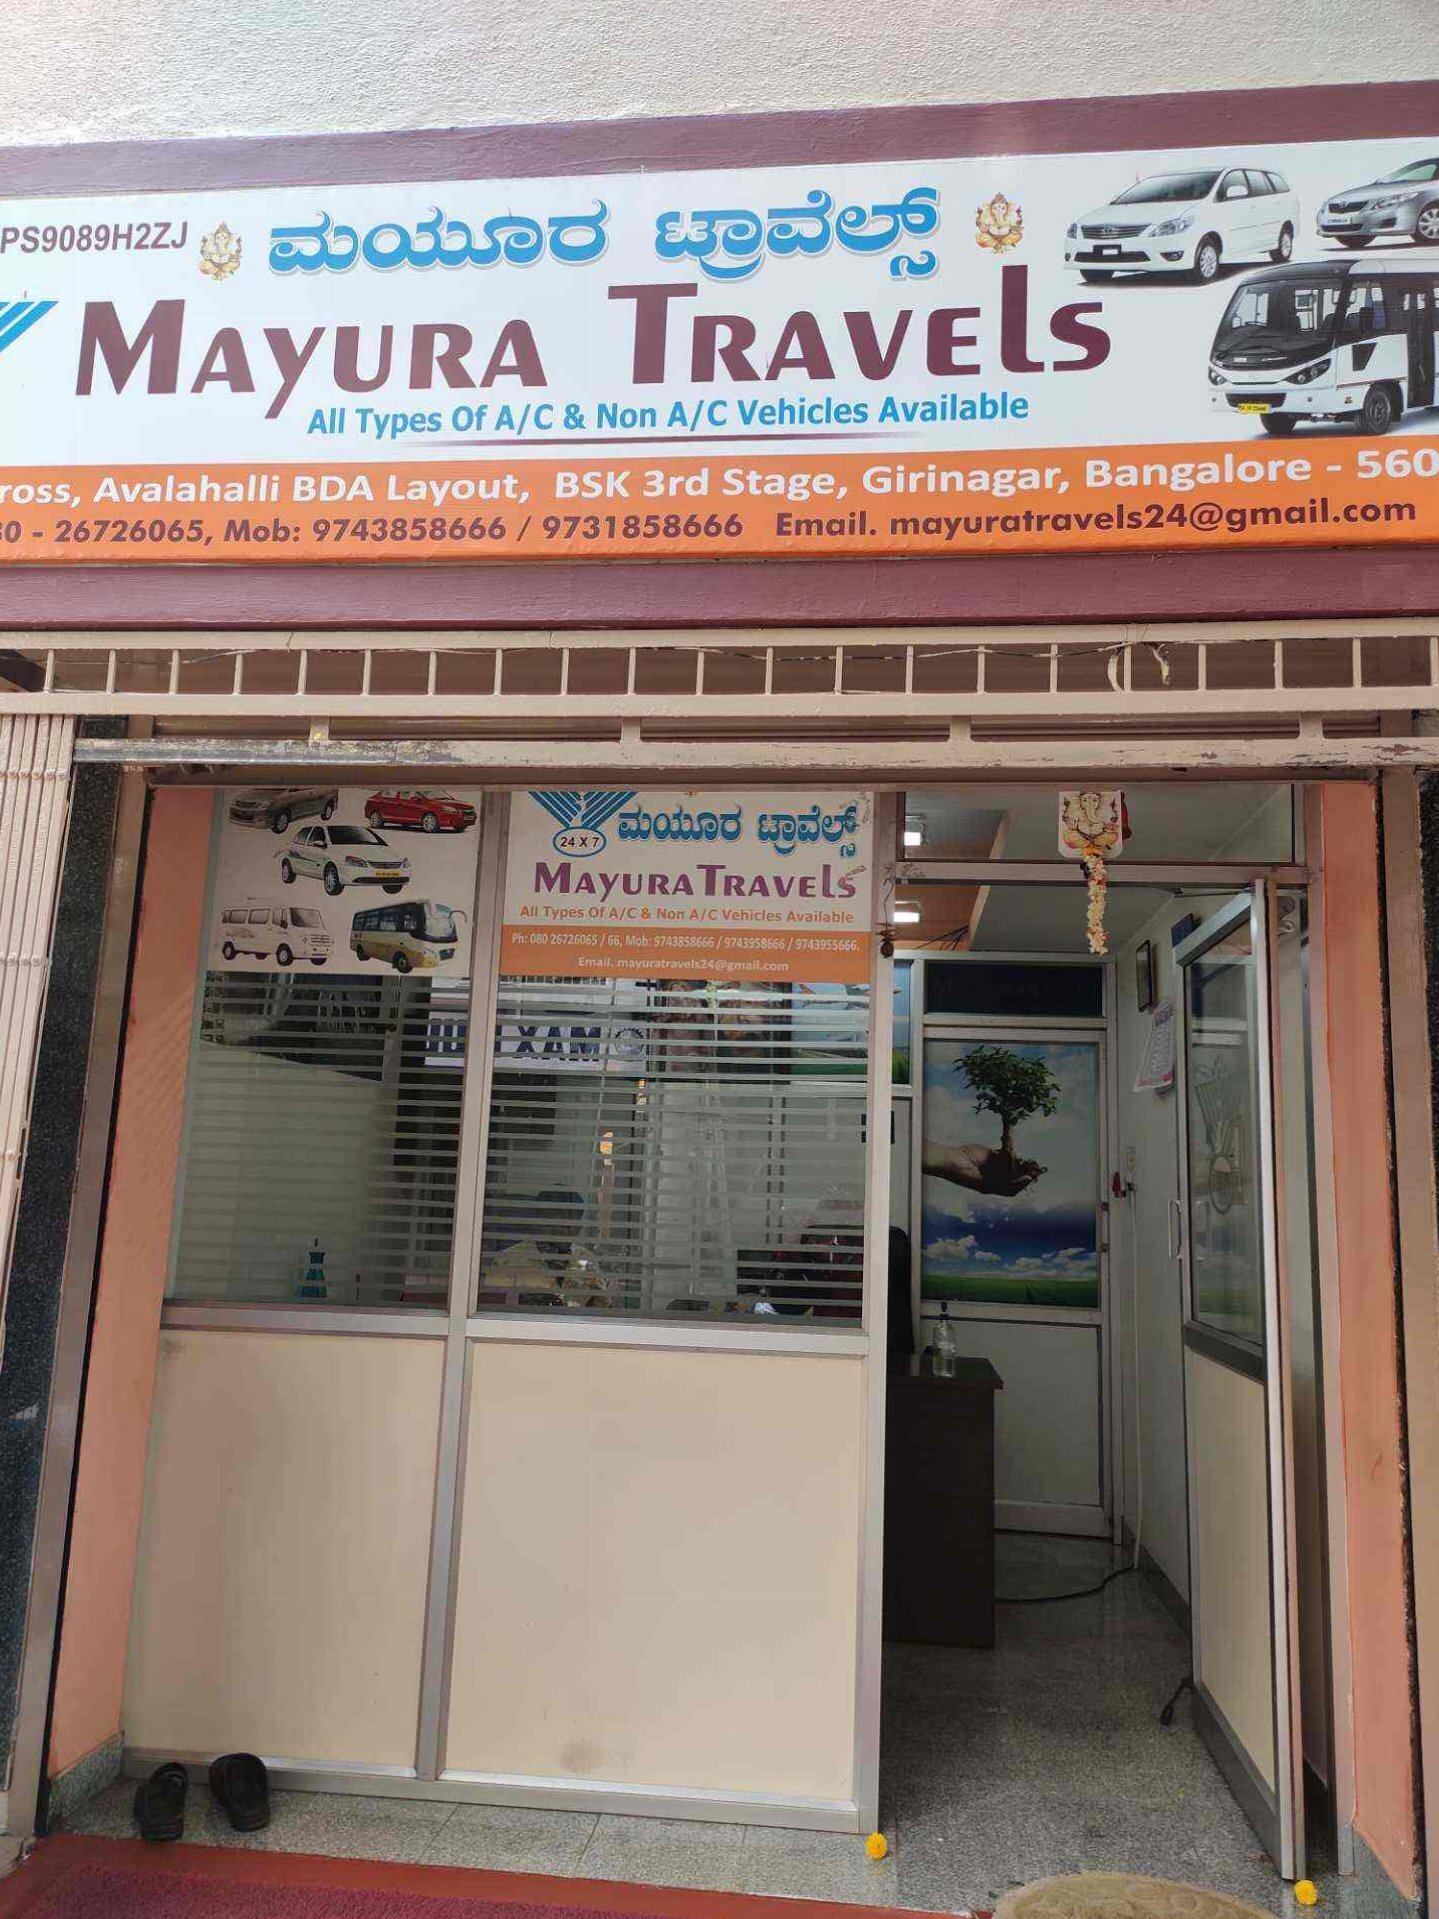 PS9089H2ZJ
ಮಯೂರ ಟ್ರಾವೆಲ್ಸ್
MAYURA TRAVELS
All Types Of A/C & Non A/C Vehicles Available
ross, Avalahalli BDA Layout, BSK 3rd Stage, Girinagar, Bangalore - 560
80 - 26726065, Mob: 9743858666 / 9731858666 Email. mayuratravels24@gmail.com
24 X 7
ಮಯೂರ ಟ್ರಾವೆಲ್ಸ್
MAYURA TRAVELS
All Types Of A/C & Non A/C Vehicles Available
Ph: 080 26726065 / 66, Mob: 9743858666 / 9743958666 / 9743955666.
Email. mayuratravels24@gmail.com